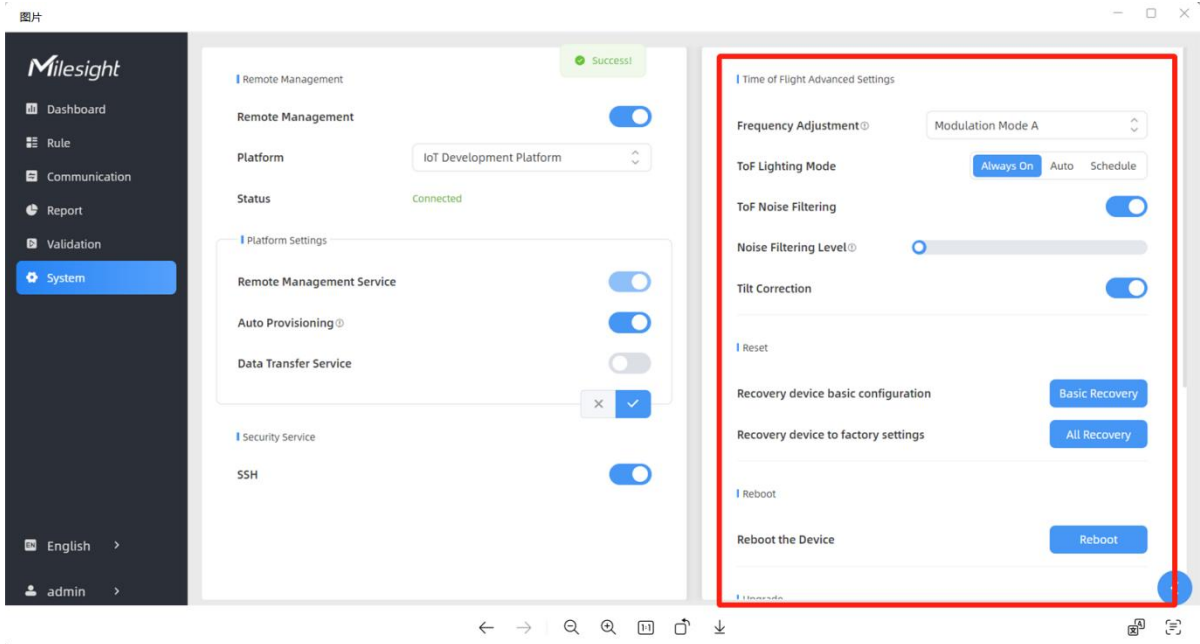 图片
Milesight
Dashboard
Rule
Communication
Report
Validation
System
EN English
admin
Success!
Remote Management
Remote Management
Platform IoT Development Platform
Status Connected
Platform Settings
Remote Management Service
Auto Provisioning
Data Transfer Service
Security Service
SSH
Time of Flight Advanced Settings
Frequency Adjustment Modulation Mode A
ToF Lighting Mode Always On Auto Schedule
ToF Noise Filtering
Noise Filtering Level
Tilt Correction
Reset
Recovery device basic configuration Basic Recovery
Recovery device to factory settings All Recovery
Reboot
Reboot the Device Reboot
Upgrade
1:1